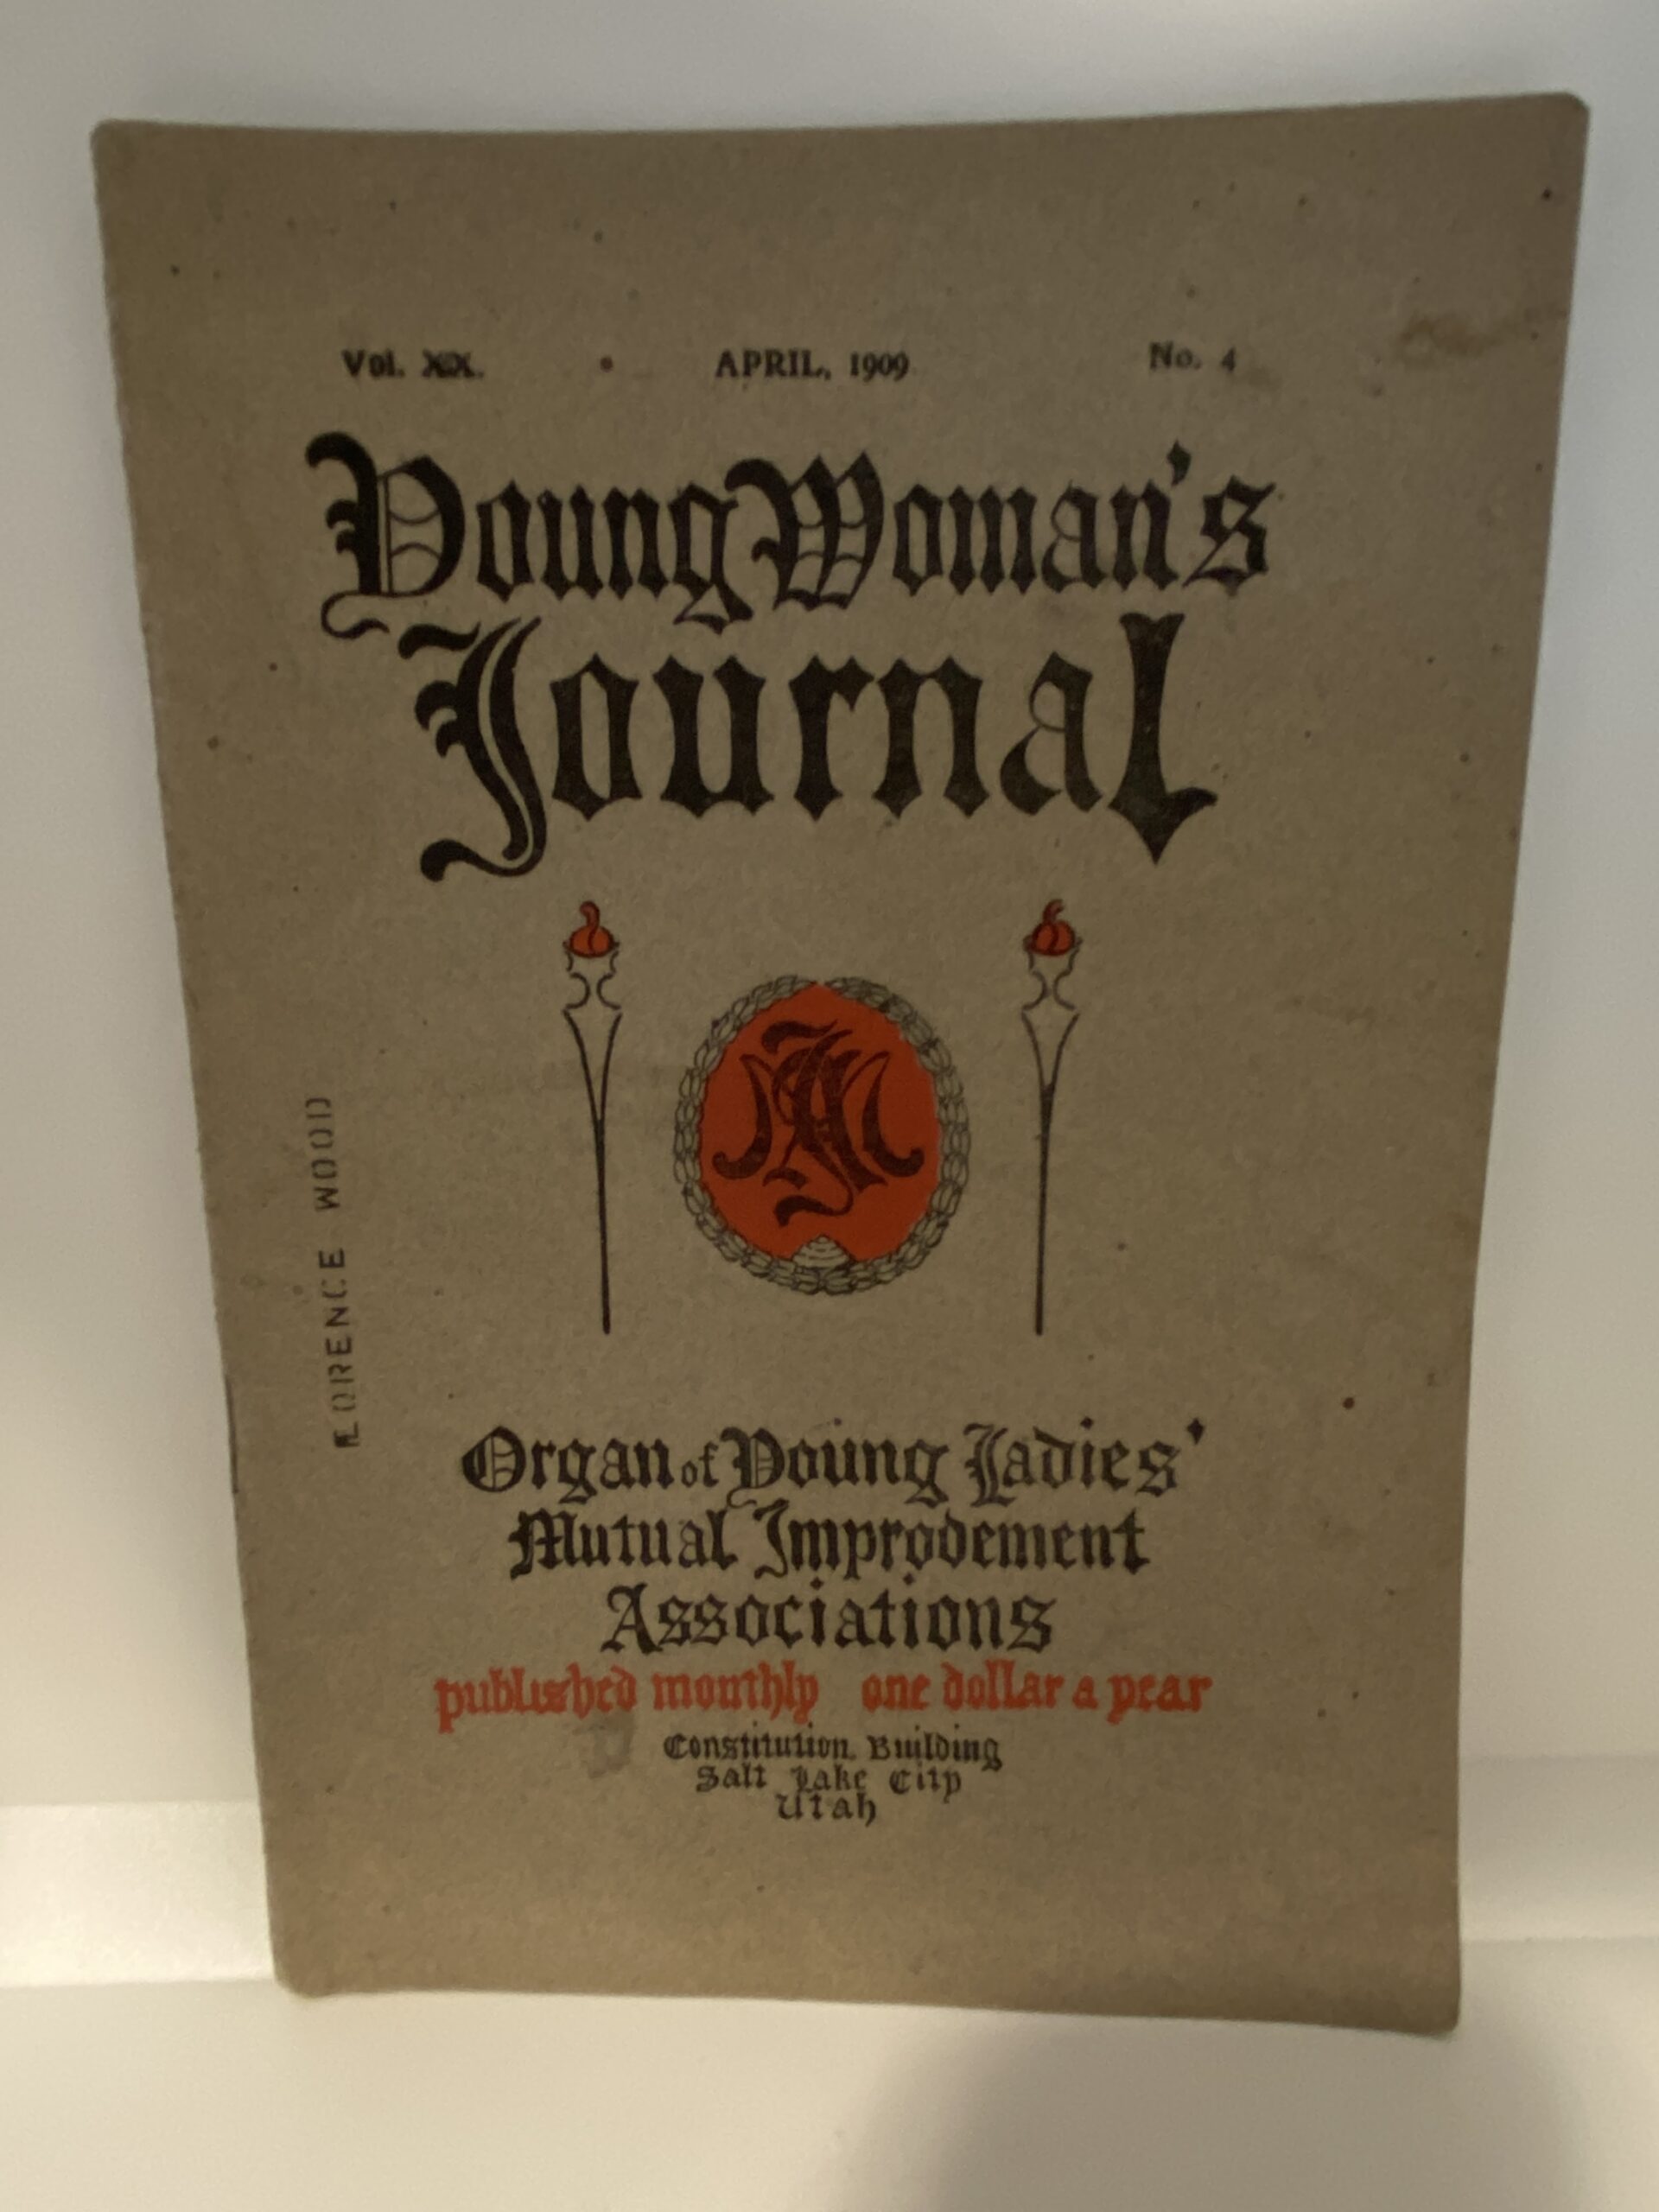 Vol. XIX. APRIL, 1909 No. 4
Young Woman's
Journal
FLORENCE WOOD
Organ of Young Ladies'
Mutual Improvement
Associations
published monthly one dollar a year
Constitution Building
Salt Lake City
Utah